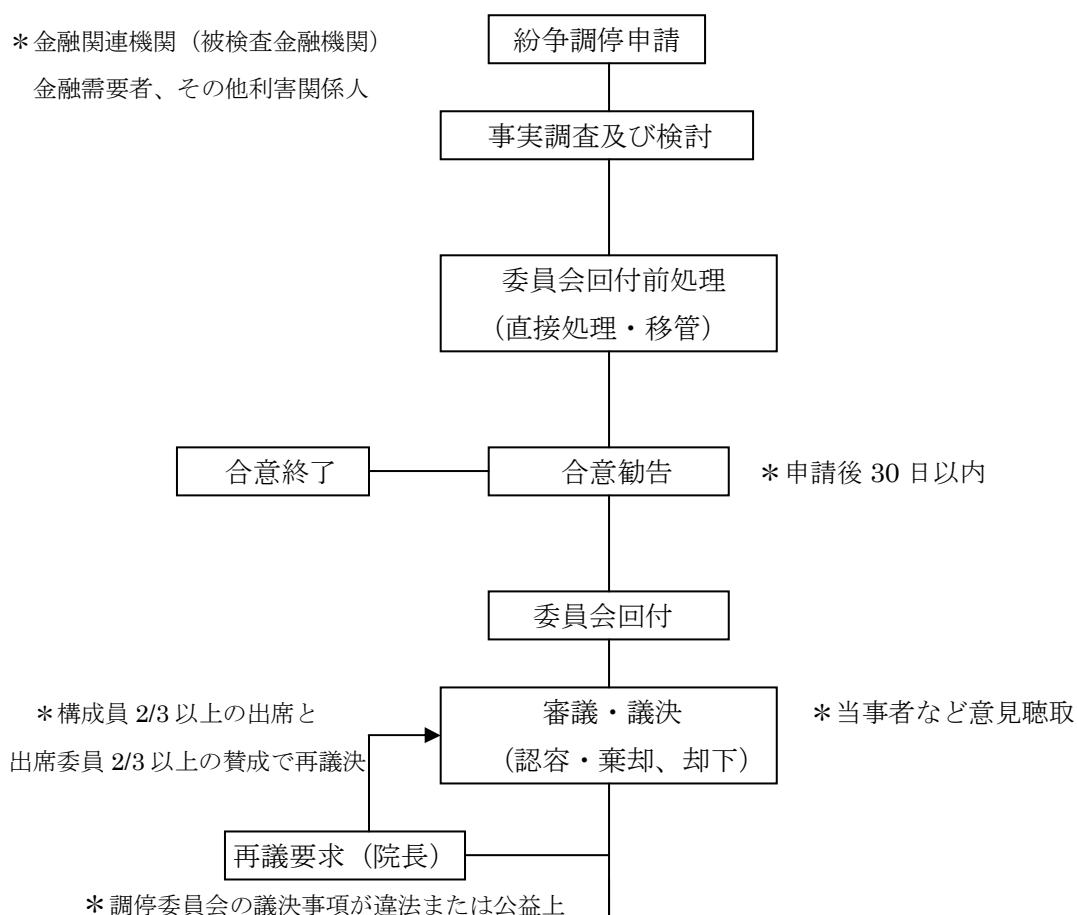 紛争調停申請
＊金融関連機関（被検査金融機関）
金融需要者、その他利害関係人
事実調査及び検討
委員会回付前処理
（直接処理・移管）
合意終了
合意勧告
＊申請後 30 日以内
委員会回付
＊構成員 2/3 以上の出席と
出席委員 2/3 以上の賛成で再議決
審議・議決
（認容・棄却、却下）
＊当事者など意見聴取
再議要求（院長）
＊調停委員会の議決事項が違法または公益上